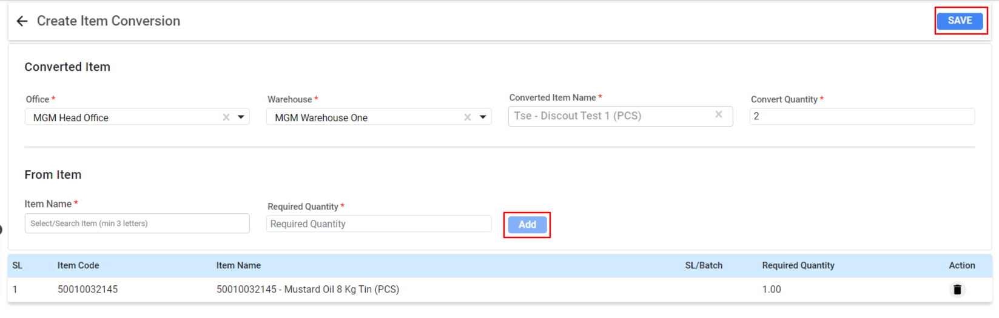 Create Item Conversion
SAVE
Converted Item
Office *
Warehouse *
Converted Item Name *
Convert Quantity *
MGM Head Office
MGM Warehouse One
Tse - Discout Test 1 (PCS)
2
From Item
Item Name *
Required Quantity *
Select/Search Item (min 3 letters)
Required Quantity
Add
SL Item Code Item Name SL/Batch Required Quantity Action
1 50010032145 50010032145 - Mustard Oil 8 Kg Tin (PCS) 1.00